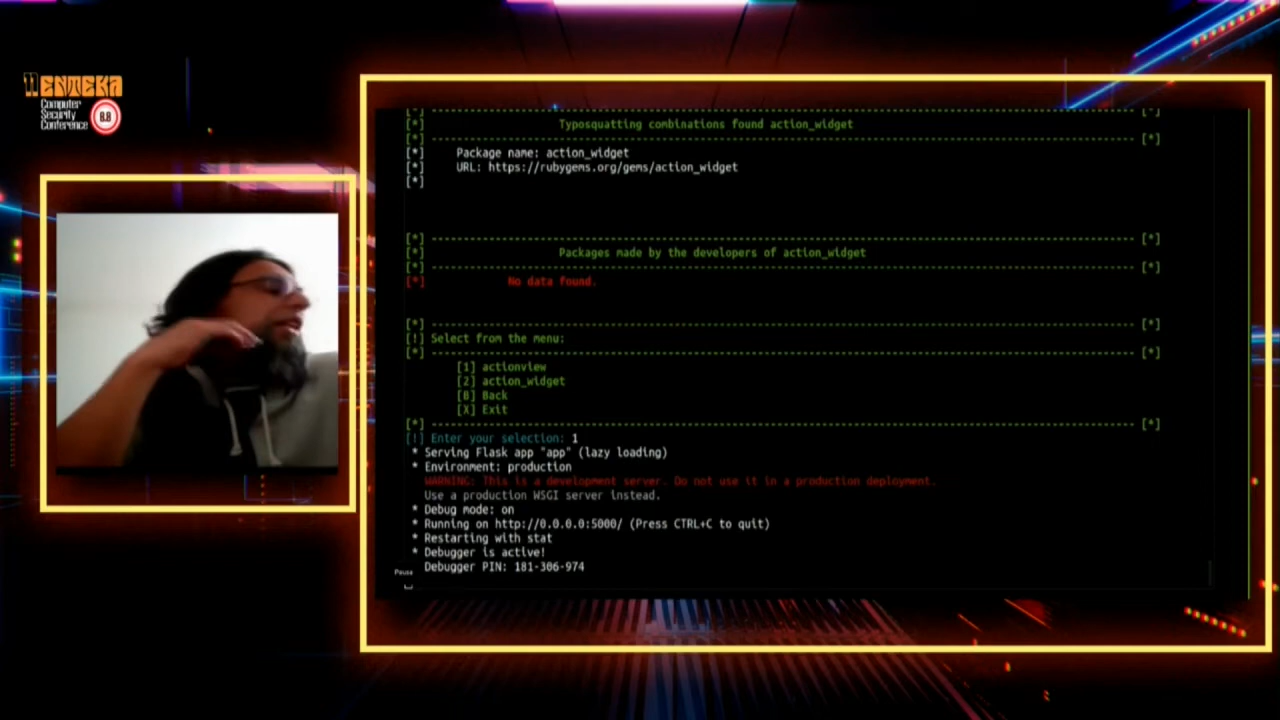 11 ENTEKA
Computer
Security
Conference
8.8
[*] ---------------------------------------------------------------- [*]
[*] Typosquatting combinations found action_widget
[*] ---------------------------------------------------------------- [*]
[*] Package name: action_widget
[*] URL: https://rubygems.org/gems/action_widget
[*]
[*] ---------------------------------------------------------------- [*]
[*] Packages made by the developers of action_widget
[*] ---------------------------------------------------------------- [*]
[*] No data found.
[*] ---------------------------------------------------------------- [*]
[!] Select from the menu:
[*] ---------------------------------------------------------------- [*]
[1] actionview
[2] action_widget
[B] Back
[X] Exit
[*] ---------------------------------------------------------------- [*]
[!] Enter your selection: 1
* Serving Flask app "app" (lazy loading)
* Environment: production
WARNING: This is a development server. Do not use it in a production deployment.
Use a production WSGI server instead.
* Debug mode: on
* Running on http://0.0.0.0:5000/ (Press CTRL+C to quit)
* Restarting with stat
* Debugger is active!
Debugger PIN: 181-306-974
Pause